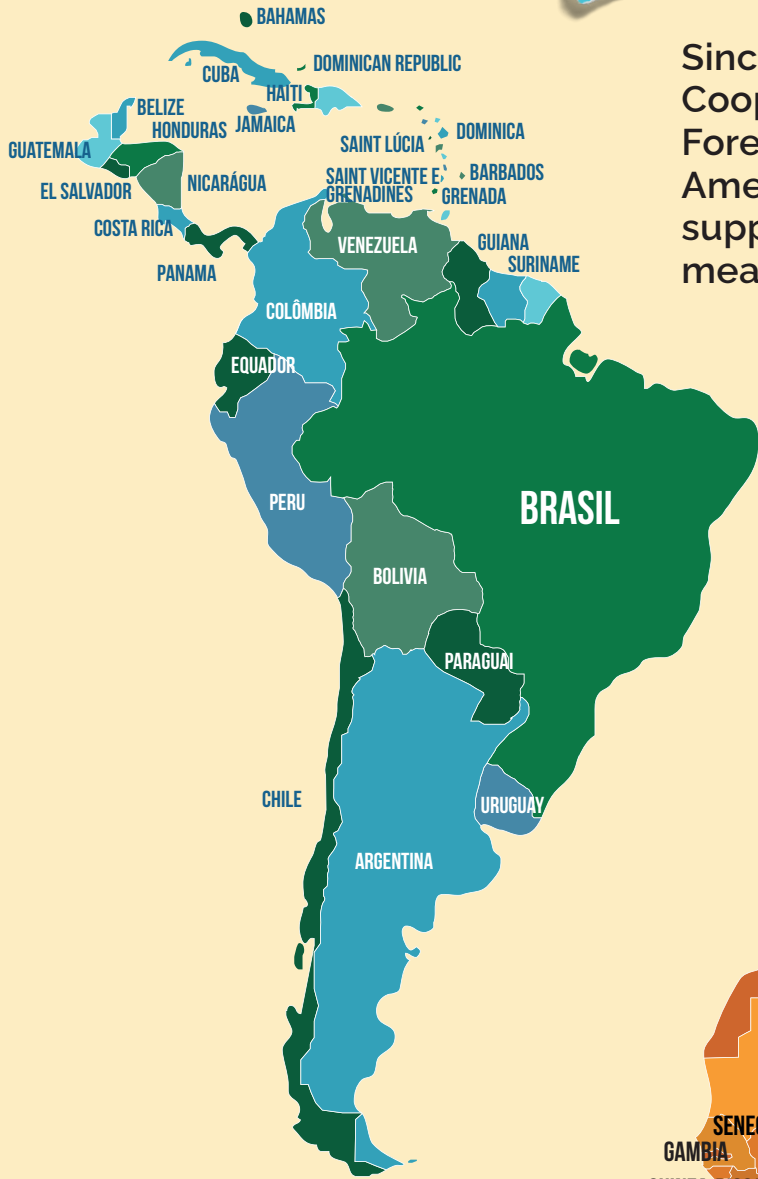 BAHAMAS
CUBA
DOMINICAN REPUBLIC
HAITI
BELIZE
HONDURAS
JAMAICA
GUATEMALA
SAINT LÚCIA
DOMINICA
EL SALVADOR
NICARÁGUA
SAINT VICENTE E
GRENADINES
BARBADOS
GRENADA
COSTA RICA
PANAMA
VENEZUELA
GUIANA
SURINAME
COLÔMBIA
EQUADOR
PERU
BRASIL
BOLIVIA
PARAGUAI
CHILE
URUGUAY
ARGENTINA
Sinc
Coop
Fore
Ame
supp
mea
SENEG
GAMBIA